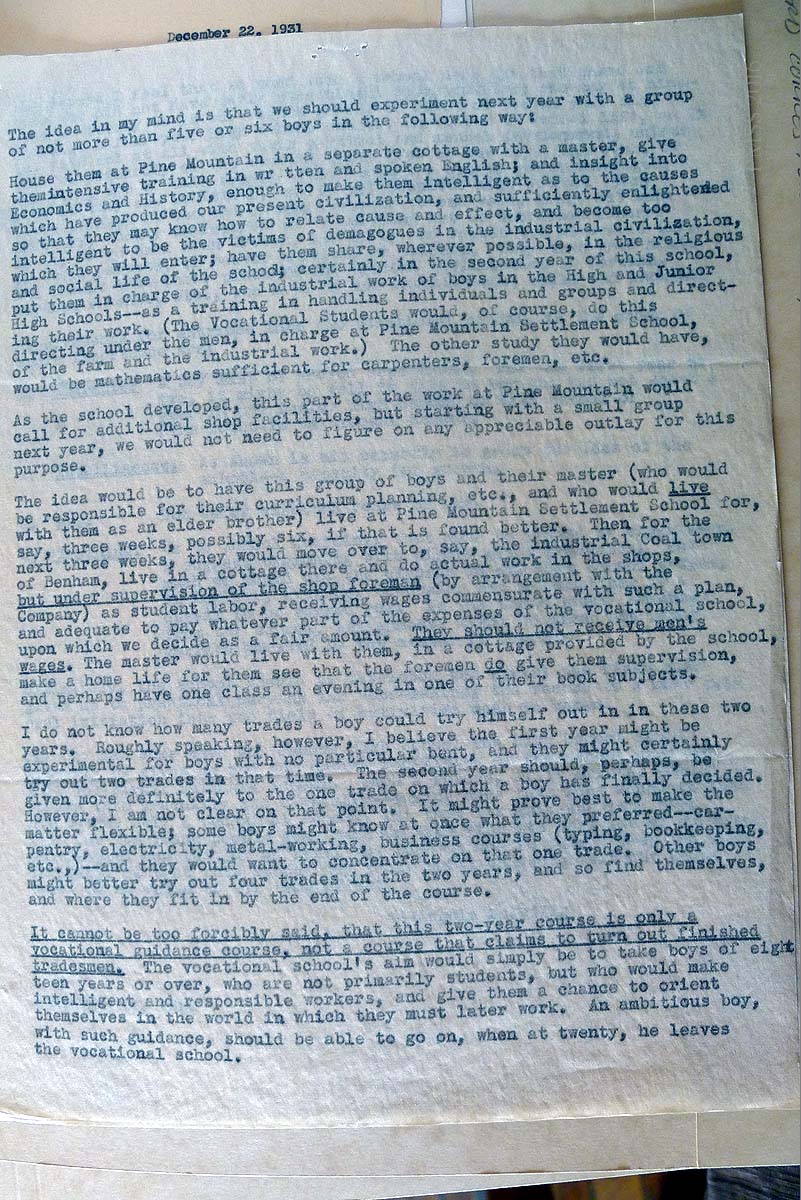 December 22, 1931
The idea in my mind is that we should experiment next year with a group
of not more than five or six boys in the following way:
House them at Pine Mountain in a separate cottage with a master, give
themintensive training in wr tten and spoken English; and insight into
Economics and History, enough to make them intelligent as to the causes
which have produced our present civilization, and sufficiently enlightened
so that they may know how to relate cause and effect, and become too
intelligent to be the victims of demagogues in the industrial civilization,
which they will enter; have them share, wherever possible, in the religious
and social life of the school; certainly in the second year of this school,
put them in charge of the industrial work of boys in the High and Junior
High Schools--as a training in handling individuals and groups and direct-
ing their work. (The Vocational Students would, of course, do this
directing under the men, in charge at Pine Mountain Settlement School,
of the farm and the industrial work.) The other study they would have,
would be mathematics sufficient for carpenters, foremen, etc.
As the school developed, this part of the work at Pine Mountain would
call for additional shop facilities, but starting with a small group
next year, we would not need to figure on any appreciable outlay for this
purpose.
The idea would be to have this group of boys and their master (who would
be responsible for their curriculum planning, etc., and who would live
with them as an elder brother) live at Pine Mountain Settlement School for,
say, three weeks, possibly six, if that is found better. Then for the
next three weeks, they would move over to, say, the industrial Coal town
of Benham, live in a cottage there and do actual work in the shops,
but under supervision of the shop foreman (by arrangement with the
Company) as student labor, receiving wages commensurate with such a plan,
and adequate to pay whatever part of the expenses of the vocational school,
upon which we decide as a fair amount. They should not receive men's
wages. The master would live with them, in a cottage provided by the school,
make a home life for them see that the foremen do give them supervision,
and perhaps have one class an evening in one of their book subjects.
I do not know how many trades a boy could try himself out in in these two
years. Roughly speaking, however, I believe the first year might be
experimental for boys with no particular bent, and they might certainly
try out two trades in that time. The second year should, perhaps, be
given more definitely to the one trade on which a boy has finally decided.
However, I am not clear on that point. It might prove best to make the
matter flexible; some boys might know at once what they preferred--car-
pentry, electricity, metal-working, business courses (typing, bookkeeping,
etc.,)--and they would want to concentrate on that one trade. Other boys
might better try out four trades in the two years, and so find themselves,
and where they fit in by the end of the course.
It cannot be too forcibly said, that this two-year course is only a
vocational guidance course, not a course that claims to turn out finished
tradesmen. The vocational school's aim would simply be to take boys of eight
teen years or over, who are not primarily students, but who would make
intelligent and responsible workers, and give them a chance to orient
themselves in the world in which they must later work. An ambitious boy,
with such guidance, should be able to go on, when at twenty, he leaves
the vocational school.